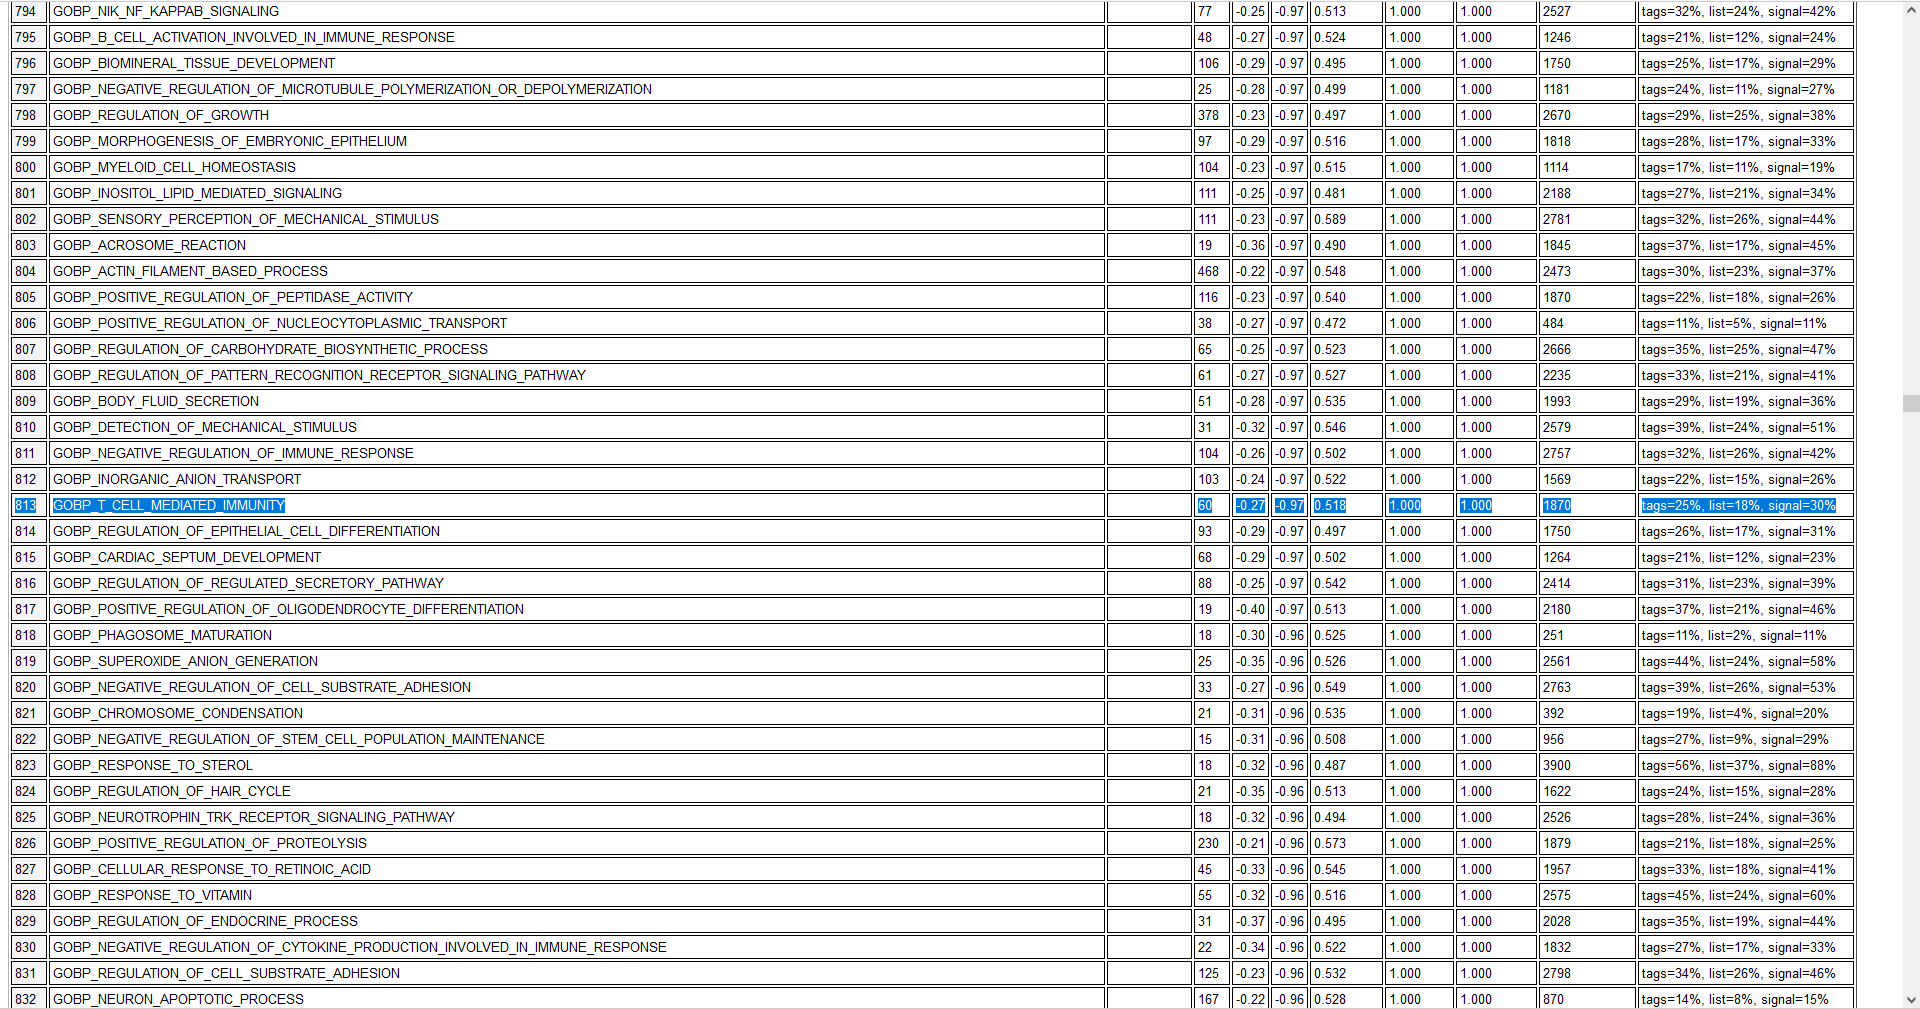 794 GOBP_NIK_NF_KAPPAB_SIGNALING 77 -0.25 -0.97 0.513 1.000 1.000 2527 tags=32%, list=24%, signal=42%
795 GOBP_B_CELL_ACTIVATION_INVOLVED_IN_IMMUNE_RESPONSE 48 -0.27 -0.97 0.524 1.000 1.000 1246 tags=21%, list=12%, signal=24%
796 GOBP_BIOMINERAL_TISSUE_DEVELOPMENT 106 -0.29 -0.97 0.495 1.000 1.000 1750 tags=25%, list=17%, signal=29%
797 GOBP_NEGATIVE_REGULATION_OF_MICROTUBULE_POLYMERIZATION_OR_DEPOLYMERIZATION 25 -0.28 -0.97 0.499 1.000 1.000 1181 tags=24%, list=11%, signal=27%
798 GOBP_REGULATION_OF_GROWTH 378 -0.23 -0.97 0.497 1.000 1.000 2670 tags=29%, list=25%, signal=38%
799 GOBP_MORPHOGENESIS_OF_EMBRYONIC_EPITHELIUM 97 -0.29 -0.97 0.516 1.000 1.000 1818 tags=28%, list=17%, signal=33%
800 GOBP_MYELOID_CELL_HOMEOSTASIS 104 -0.23 -0.97 0.515 1.000 1.000 1114 tags=17%, list=11%, signal=19%
801 GOBP_INOSITOL_LIPID_MEDIATED_SIGNALING 111 -0.25 -0.97 0.481 1.000 1.000 2188 tags=27%, list=21%, signal=34%
802 GOBP_SENSORY_PERCEPTION_OF_MECHANICAL_STIMULUS 111 -0.23 -0.97 0.589 1.000 1.000 2781 tags=32%, list=26%, signal=44%
803 GOBP_ACROSOME_REACTION 19 -0.36 -0.97 0.490 1.000 1.000 1845 tags=37%, list=17%, signal=45%
804 GOBP_ACTIN_FILAMENT_BASED_PROCESS 468 -0.22 -0.97 0.548 1.000 1.000 2473 tags=30%, list=23%, signal=37%
805 GOBP_POSITIVE_REGULATION_OF_PEPTIDASE_ACTIVITY 116 -0.23 -0.97 0.540 1.000 1.000 1870 tags=22%, list=18%, signal=26%
806 GOBP_POSITIVE_REGULATION_OF_NUCLEOCYTOPLASMIC_TRANSPORT 38 -0.27 -0.97 0.472 1.000 1.000 484 tags=11%, list=5%, signal=11%
807 GOBP_REGULATION_OF_CARBOHYDRATE_BIOSYNTHETIC_PROCESS 65 -0.25 -0.97 0.523 1.000 1.000 2666 tags=35%, list=25%, signal=47%
808 GOBP_REGULATION_OF_PATTERN_RECOGNITION_RECEPTOR_SIGNALING_PATHWAY 61 -0.27 -0.97 0.527 1.000 1.000 2235 tags=33%, list=21%, signal=41%
809 GOBP_BODY_FLUID_SECRETION 51 -0.28 -0.97 0.535 1.000 1.000 1993 tags=29%, list=19%, signal=36%
810 GOBP_DETECTION_OF_MECHANICAL_STIMULUS 31 -0.32 -0.97 0.546 1.000 1.000 2579 tags=39%, list=24%, signal=51%
811 GOBP_NEGATIVE_REGULATION_OF_IMMUNE_RESPONSE 104 -0.26 -0.97 0.502 1.000 1.000 2757 tags=32%, list=26%, signal=42%
812 GOBP_INORGANIC_ANION_TRANSPORT 103 -0.24 -0.97 0.522 1.000 1.000 1569 tags=22%, list=15%, signal=26%
813 GOBP_T_CELL_MEDIATED_IMMUNITY 60 -0.27 -0.97 0.518 1.000 1.000 1870 tags=25%, list=18%, signal=30%
814 GOBP_REGULATION_OF_EPITHELIAL_CELL_DIFFERENTIATION 93 -0.29 -0.97 0.497 1.000 1.000 1750 tags=26%, list=17%, signal=31%
815 GOBP_CARDIAC_SEPTUM_DEVELOPMENT 68 -0.29 -0.97 0.502 1.000 1.000 1264 tags=21%, list=12%, signal=23%
816 GOBP_REGULATION_OF_REGULATED_SECRETORY_PATHWAY 88 -0.25 -0.97 0.542 1.000 1.000 2414 tags=31%, list=23%, signal=39%
817 GOBP_POSITIVE_REGULATION_OF_OLIGODENDROCYTE_DIFFERENTIATION 19 -0.40 -0.97 0.513 1.000 1.000 2180 tags=37%, list=21%, signal=46%
818 GOBP_PHAGOSOME_MATURATION 18 -0.30 -0.96 0.525 1.000 1.000 251 tags=11%, list=2%, signal=11%
819 GOBP_SUPEROXIDE_ANION_GENERATION 25 -0.35 -0.96 0.526 1.000 1.000 2561 tags=44%, list=24%, signal=58%
820 GOBP_NEGATIVE_REGULATION_OF_CELL_SUBSTRATE_ADHESION 33 -0.27 -0.96 0.549 1.000 1.000 2763 tags=39%, list=26%, signal=53%
821 GOBP_CHROMOSOME_CONDENSATION 21 -0.31 -0.96 0.535 1.000 1.000 392 tags=19%, list=4%, signal=20%
822 GOBP_NEGATIVE_REGULATION_OF_STEM_CELL_POPULATION_MAINTENANCE 15 -0.31 -0.96 0.508 1.000 1.000 956 tags=27%, list=9%, signal=29%
823 GOBP_RESPONSE_TO_STEROL 18 -0.32 -0.96 0.487 1.000 1.000 3900 tags=56%, list=37%, signal=88%
824 GOBP_REGULATION_OF_HAIR_CYCLE 21 -0.35 -0.96 0.513 1.000 1.000 1622 tags=24%, list=15%, signal=28%
825 GOBP_NEUROTROPHIN_TRK_RECEPTOR_SIGNALING_PATHWAY 18 -0.32 -0.96 0.494 1.000 1.000 2526 tags=28%, list=24%, signal=36%
826 GOBP_POSITIVE_REGULATION_OF_PROTEOLYSIS 230 -0.21 -0.96 0.573 1.000 1.000 1879 tags=21%, list=18%, signal=25%
827 GOBP_CELLULAR_RESPONSE_TO_RETINOIC_ACID 45 -0.33 -0.96 0.545 1.000 1.000 1957 tags=33%, list=18%, signal=41%
828 GOBP_RESPONSE_TO_VITAMIN 55 -0.32 -0.96 0.516 1.000 1.000 2575 tags=45%, list=24%, signal=60%
829 GOBP_REGULATION_OF_ENDOCRINE_PROCESS 31 -0.37 -0.96 0.495 1.000 1.000 2028 tags=35%, list=19%, signal=44%
830 GOBP_NEGATIVE_REGULATION_OF_CYTOKINE_PRODUCTION_INVOLVED_IN_IMMUNE_RESPONSE 22 -0.34 -0.96 0.522 1.000 1.000 1832 tags=27%, list=17%, signal=33%
831 GOBP_REGULATION_OF_CELL_SUBSTRATE_ADHESION 125 -0.23 -0.96 0.532 1.000 1.000 2798 tags=34%, list=26%, signal=46%
832 GOBP_NEURON_APOPTOTIC_PROCESS 167 -0.22 -0.96 0.528 1.000 1.000 870 tags=14%, list=8%, signal=15%